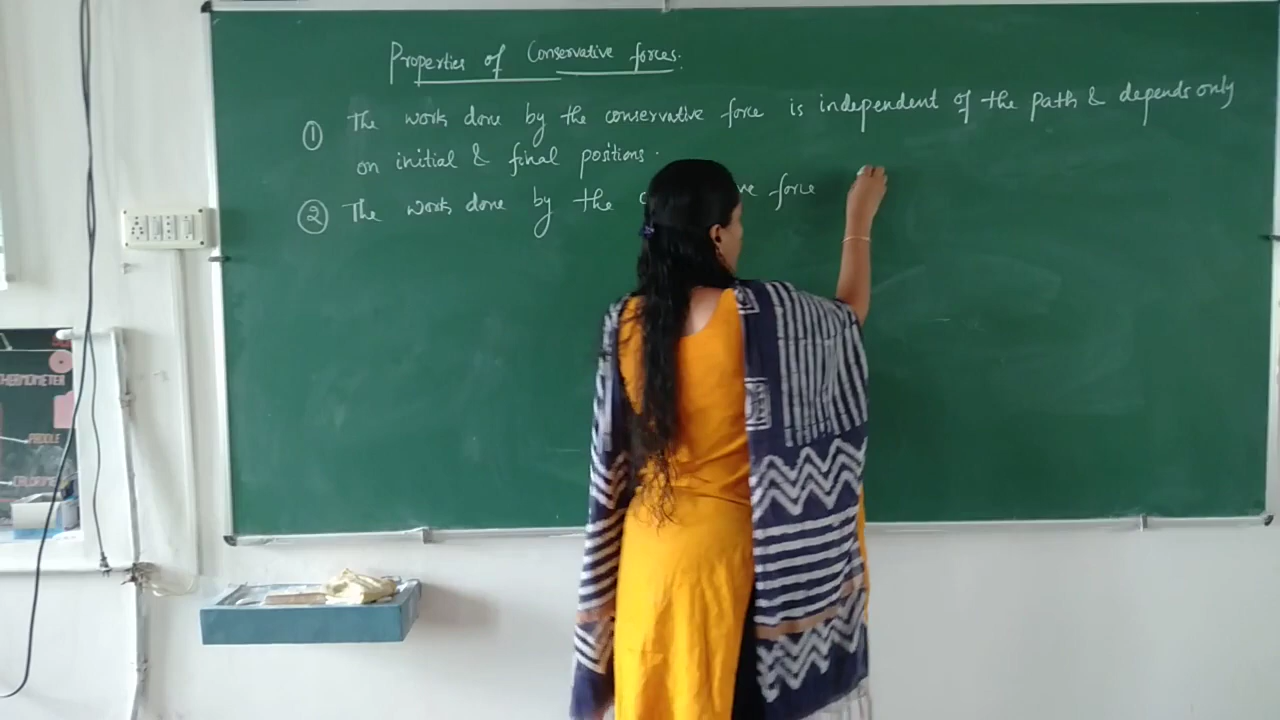 Properties of Conservative forces.
① The work done by the conservative force is independent of the path & depends only
on initial & final positions.
② The work done by the force
THERMOMETER
PADDLE